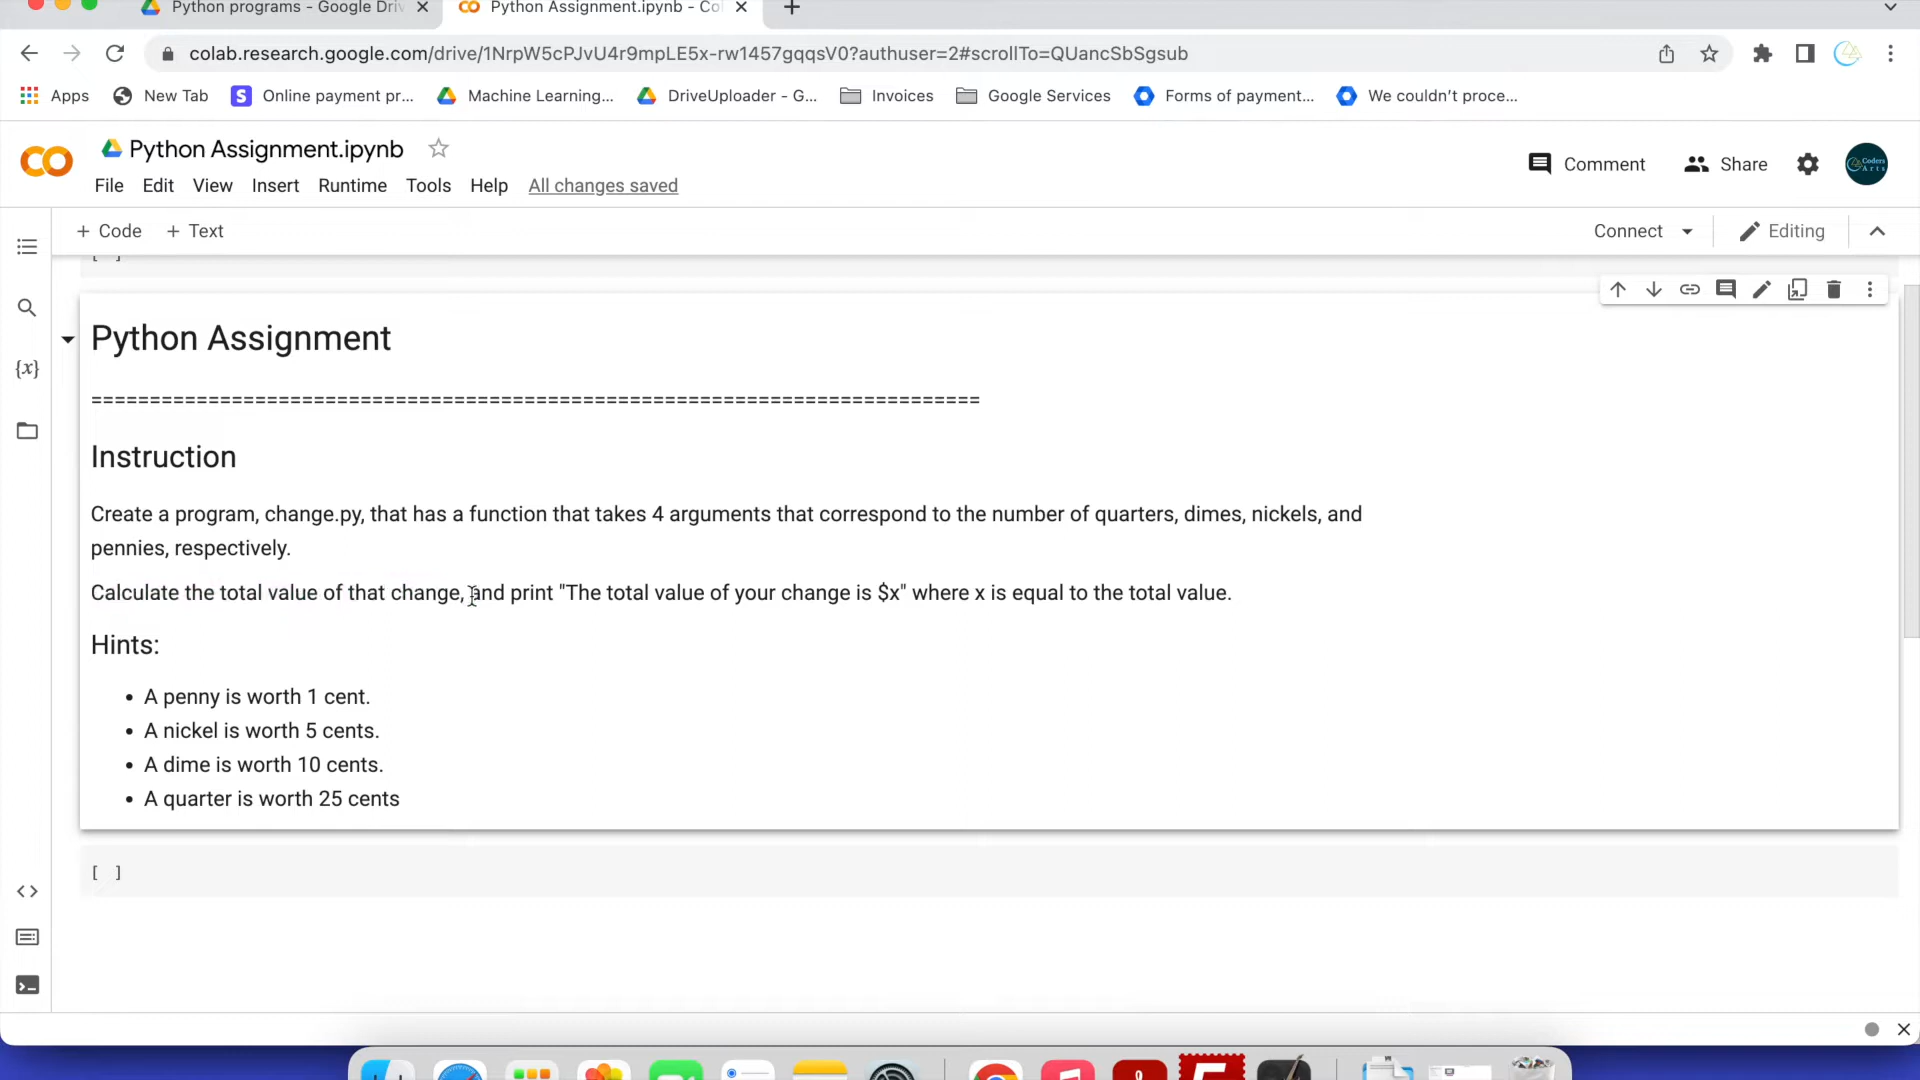 Python programs - Google Driv
Python Assignment.ipynb - Co
colab.research.google.com/drive/1NrpW5cPJvU4r9mpLE5x-rw1457gqqsV0?authuser=2#scrollTo=QUancSbSgsub
Apps New Tab Online payment pr... Machine Learning... DriveUploader - G... Invoices Google Services Forms of payment... We couldn't proce...
Python Assignment.ipynb
Comment Share
File Edit View Insert Runtime Tools Help All changes saved
+ Code + Text Connect Editing
[ ]
Python Assignment
============================================================================
Instruction
Create a program, change.py, that has a function that takes 4 arguments that correspond to the number of quarters, dimes, nickels, and
pennies, respectively.
Calculate the total value of that change, and print "The total value of your change is $x" where x is equal to the total value.
Hints:
• A penny is worth 1 cent.
• A nickel is worth 5 cents.
• A dime is worth 10 cents.
• A quarter is worth 25 cents
[ ]